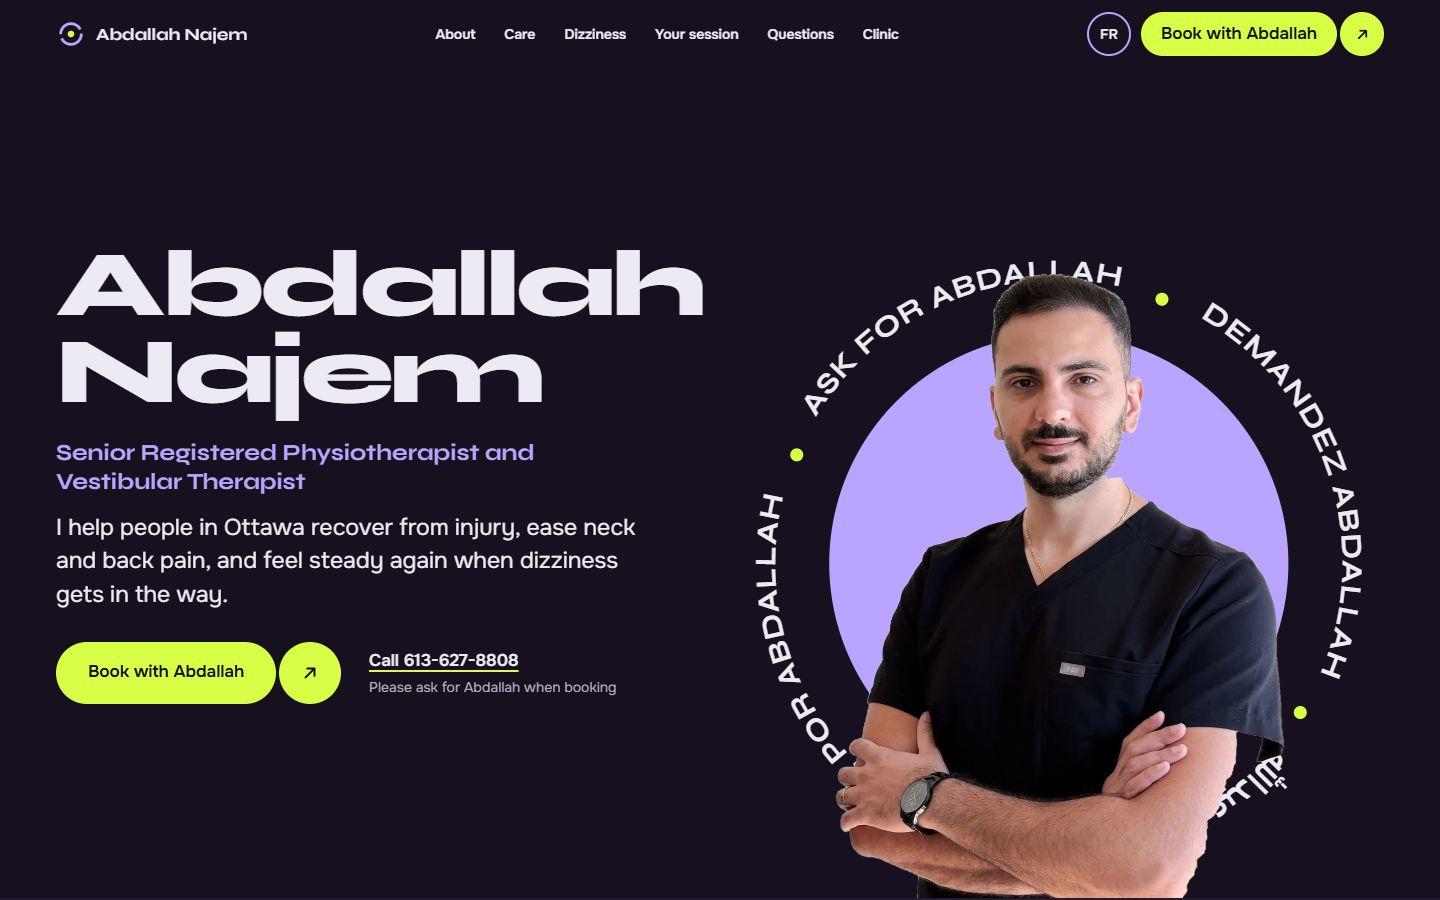 Abdallah Najem
About
Care
Dizziness
Your session
Questions
Clinic
FR
Book with Abdallah
Abdallah
Najem
Senior Registered Physiotherapist and
Vestibular Therapist
I help people in Ottawa recover from injury, ease neck
and back pain, and feel steady again when dizziness
gets in the way.
Book with Abdallah
Call 613-627-8808
Please ask for Abdallah when booking
ASK FOR ABDALLAH
DEMANDEZ ABDALLAH
POR ABDALLAH